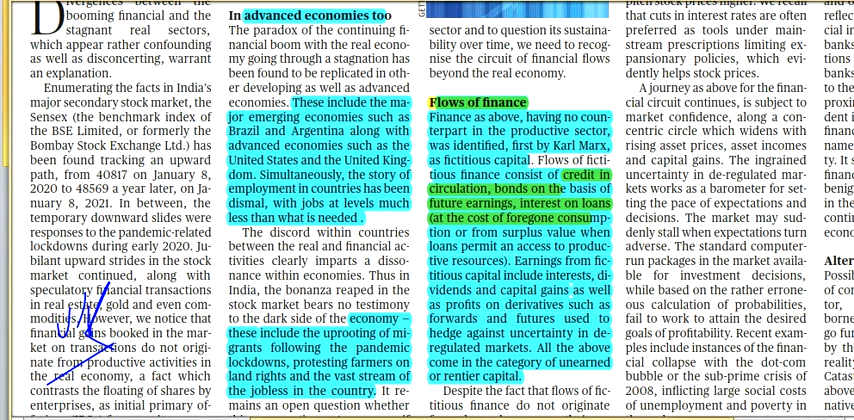 Divergences between the
booming financial and the
stagnant real sectors,
which appear rather confounding
as well as disconcerting, warrant
an explanation.
Enumerating the facts in India's
major secondary stock market, the
Sensex (the benchmark index of
the BSE Limited, or formerly the
Bombay Stock Exchange Ltd.) has
been found tracking an upward
path, from 40817 on January 8,
2020 to 48569 a year later, on Ja-
nuary 8, 2021. In between, the
temporary downward slides were
responses to the pandemic-related
lockdowns during early 2020. Ju-
bilant upward strides in the stock
market continued, along with
speculatory financial transactions
in real estate, gold and even com-
modities. However, we notice that
financial gains booked in the mar-
ket on transactions do not origi-
nate from productive activities in
the real economy, a fact which
contrasts the floating of shares by
enterprises, as initial primary of-
In advanced economies too
The paradox of the continuing fi-
nancial boom with the real econo-
my going through a stagnation has
been found to be replicated in oth-
er developing as well as advanced
economies. These include the ma-
jor emerging economies such as
Brazil and Argentina along with
advanced economies such as the
United States and the United King-
dom. Simultaneously, the story of
employment in countries has been
dismal, with jobs at levels much
less than what is needed .
The discord within countries
between the real and financial ac-
tivities clearly imparts a disso-
nance within economies. Thus in
India, the bonanza reaped in the
stock market bears no testimony
to the dark side of the economy –
these include the uprooting of mi-
grants following the pandemic
lockdowns, protesting farmers on
land rights and the vast stream of
the jobless in the country. It re-
mains an open question whether
sector and to question its sustaina-
bility over time, we need to recog-
nise the circuit of financial flows
beyond the real economy.
Flows of finance
Finance as above, having no coun-
terpart in the productive sector,
was identified, first by Karl Marx,
as fictitious capital. Flows of ficti-
tious finance consist of credit in
circulation, bonds on the basis of
future earnings, interest on loans
(at the cost of foregone consump-
tion or from surplus value when
loans permit an access to produc-
tive resources). Earnings from fic-
titious capital include interests, di-
vidends and capital gains as well
as profits on derivatives such as
forwards and futures used to
hedge against uncertainty in de-
regulated markets. All the above
come in the category of unearned
or rentier capital.
Despite the fact that flows of fic-
titious finance do not originate
that cuts in interest rates are often
preferred as tools under main-
stream prescriptions limiting ex-
pansionary policies, which evi-
dently helps stock prices.
A journey as above for the finan-
cial circuit continues, is subject to
market confidence, along a con-
centric circle which widens with
rising asset prices, asset incomes
and capital gains. The ingrained
uncertainty in de-regulated mar-
kets works as a barometer for set-
ting the pace of expectations and
decisions. The market may sud-
denly stall when expectations turn
adverse. The standard computer-
run packages in the market availa-
ble for investment decisions,
while based on the rather errone-
ous calculation of probabilities,
fail to work to attain the desired
goals of profitability. Recent exam-
ples include instances of the finan-
cial collapse with the dot-com
bubble or the sub-prime crisis of
2008, inflicting large social costs
of unemployment and poverty in